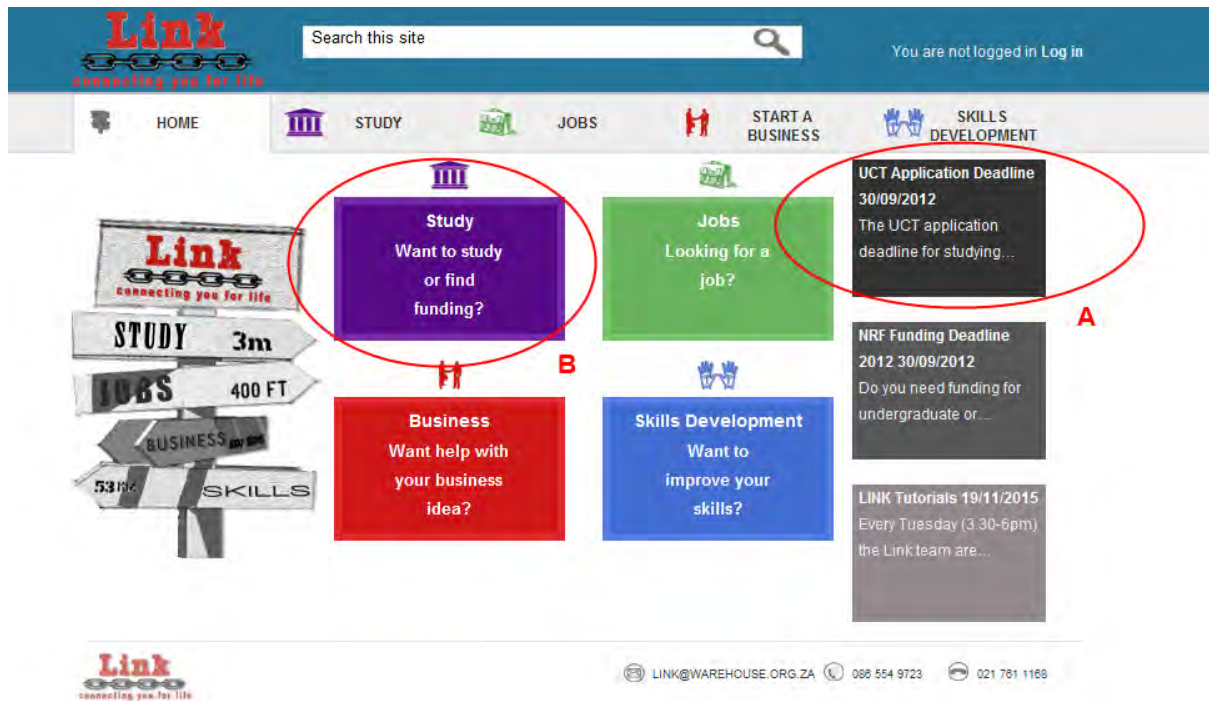 Link
connecting you for life
Search this site
You are not logged in Log in
HOME
STUDY
JOBS
START A
BUSINESS
SKILLS
DEVELOPMENT
Link
connecting you for life
STUDY 3m
JOBS 400 FT
BUSINESS
SKILLS
Study
Want to study
or find
funding?
B
Jobs
Looking for a
job?
Business
Want help with
your business
idea?
Skills Development
Want to
improve your
skills?
UCT Application Deadline
30/09/2012
The UCT application
deadline for studying...
A
NRF Funding Deadline
2012 30/09/2012
Do you need funding for
undergraduate or...
LINK Tutorials 19/11/2015
Every Tuesday (3.30-6pm)
the Link team are...
Link
connecting you for life
LINK@WAREHOUSE.ORG.ZA 086 554 9723 021 761 1168